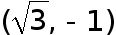 (√3, - 1)